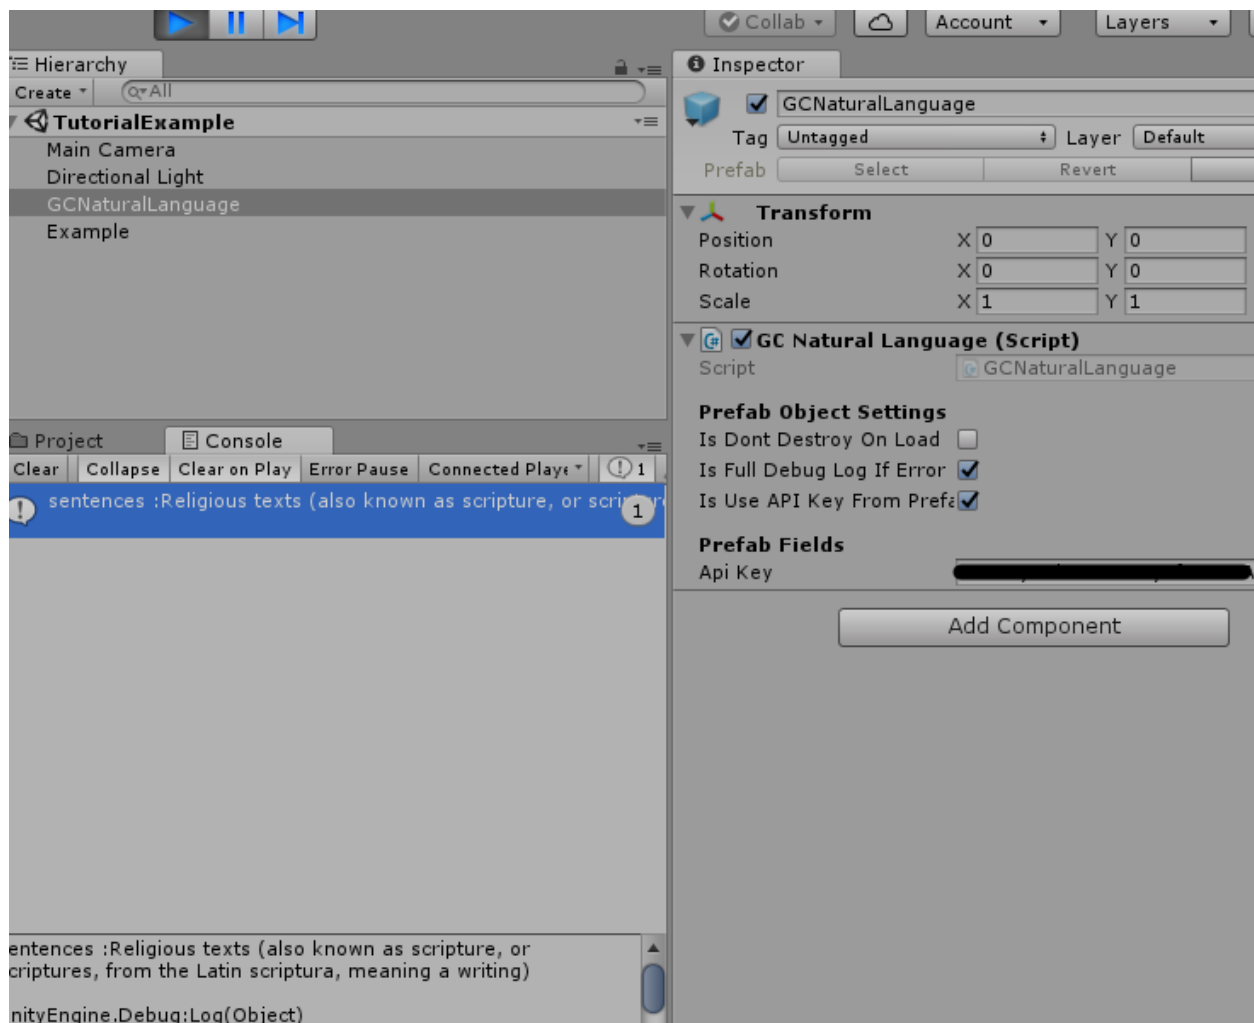 Collab
Account
Layers
Hierarchy
Inspector
Create
All
GCNaturalLanguage
TutorialExample
Tag Untagged Layer Default
Main Camera
Prefab Select Revert
Directional Light
GCNaturalLanguage
Transform
Example
Position X 0 Y 0
Rotation X 0 Y 0
Scale X 1 Y 1
GC Natural Language (Script)
Script GCNaturalLanguage
Prefab Object Settings
Is Dont Destroy On Load
Is Full Debug Log If Error
Is Use API Key From Prefa
Prefab Fields
Api Key
Add Component
Project Console
Clear Collapse Clear on Play Error Pause Connected Playe 1
sentences :Religious texts (also known as scripture, or
1
entences :Religious texts (also known as scripture, or
criptures, from the Latin scriptura, meaning a writing)
nityEngine.Debug:Log(Object)